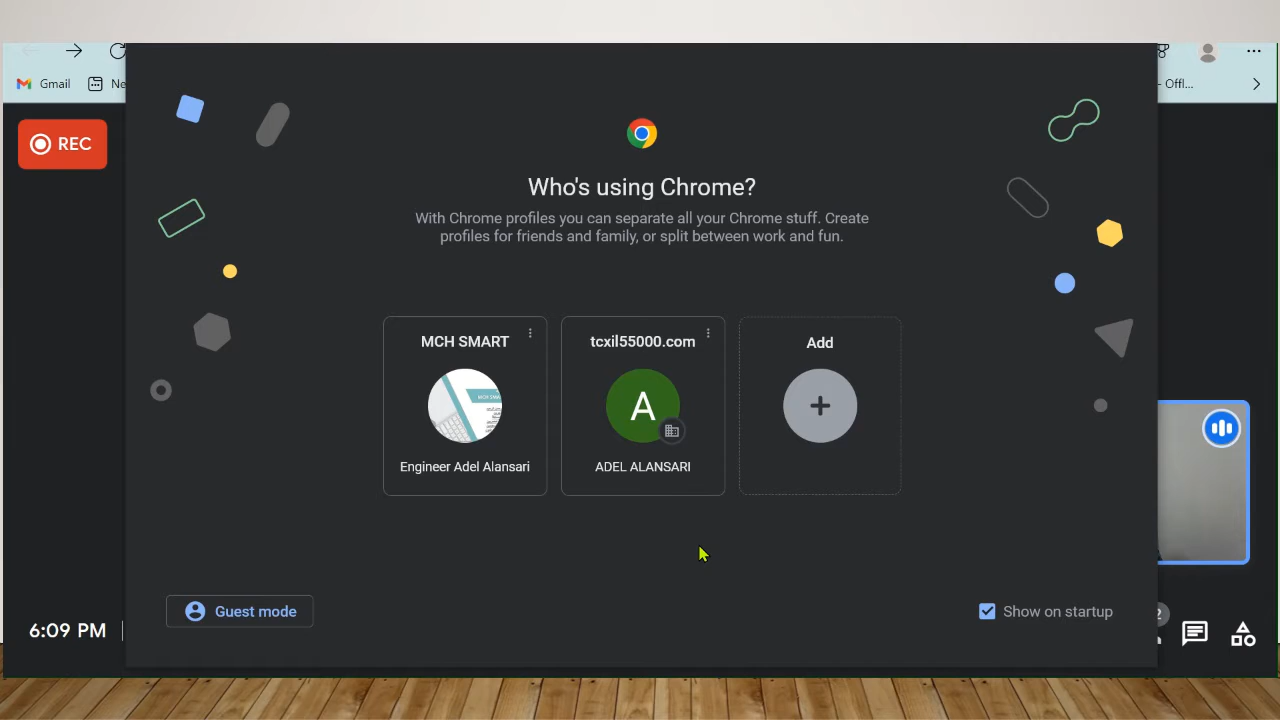 Gmail
Ne
- Offl...
REC
Who's using Chrome?
With Chrome profiles you can separate all your Chrome stuff. Create
profiles for friends and family, or split between work and fun.
MCH SMART
tcxil55000.com
Add
A
Engineer Adel Alansari
ADEL ALANSARI
Guest mode
Show on startup
6:09 PM
2